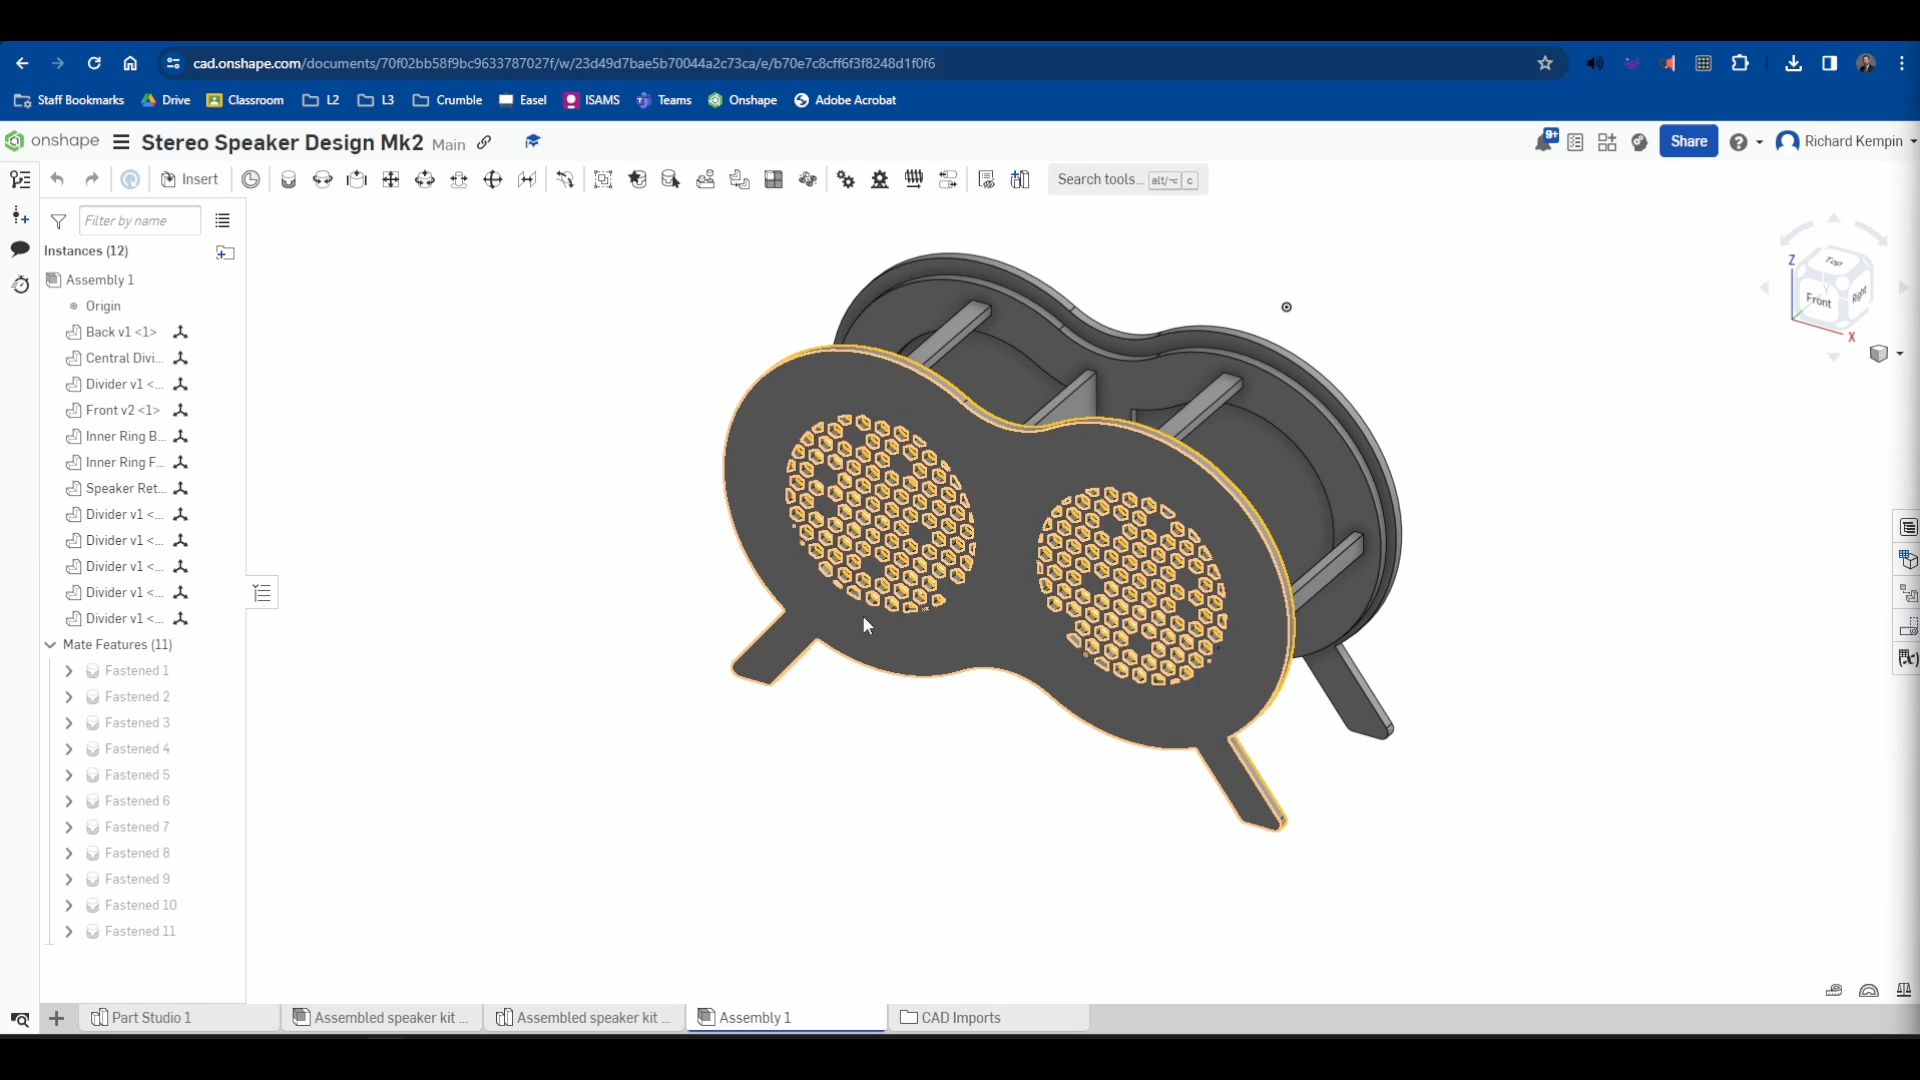 cad.onshape.com/documents/70f02bb58f9bc9633787027f/w/23d49d7bae5b70044a2c73ca/e/b70e7c8cff6f3f8248d1f0f6
Staff Bookmarks Drive Classroom L2 L3 Crumble Easel ISAMS Teams Onshape Adobe Acrobat
onshape Stereo Speaker Design Mk2 Main 9+ Share Richard Kempin
Insert Search tools... alt/⌥ c
Filter by name
Instances (12)
Assembly 1
Origin
Back v1 <1>
Central Divi...
Divider v1 <...
Front v2 <1>
Inner Ring B...
Inner Ring F...
Speaker Ret...
Divider v1 <...
Divider v1 <...
Divider v1 <...
Divider v1 <...
Divider v1 <...
Mate Features (11)
Fastened 1
Fastened 2
Fastened 3
Fastened 4
Fastened 5
Fastened 6
Fastened 7
Fastened 8
Fastened 9
Fastened 10
Fastened 11
Z
Top
Y
Front
Right
X
Part Studio 1 Assembled speaker kit ... Assembled speaker kit ... Assembly 1 CAD Imports